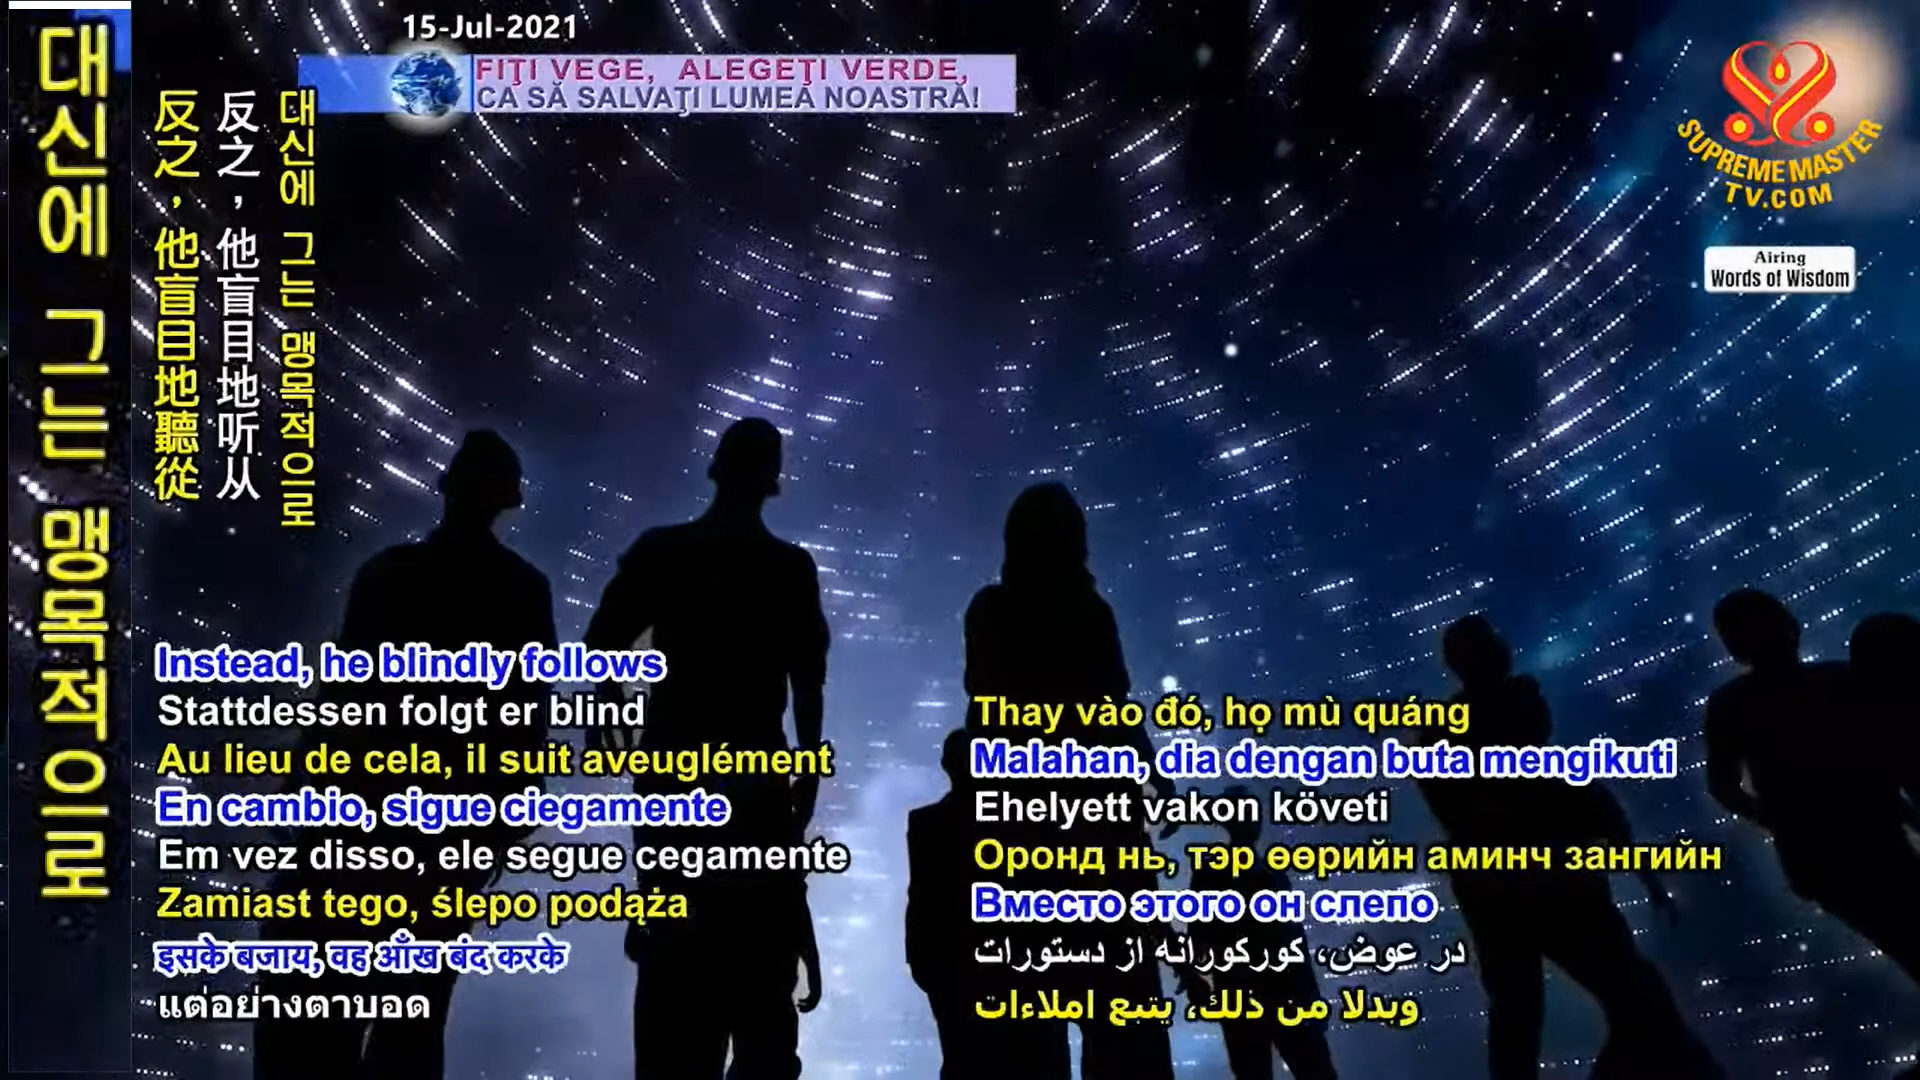 15-Jul-2021
FIŢI VEGE, ALEGEŢI VERDE,
CA SĂ SALVAŢI LUMEA NOASTRĂ!
SUPREME MASTER
TV.COM
Airing
Words of Wisdom
대신에 그는 맹목적으로
反之，他盲目地聽從
反之，他盲目地听从
대신에 그는 맹목적으로
Instead, he blindly follows
Stattdessen folgt er blind
Au lieu de cela, il suit aveuglément
En cambio, sigue ciegamente
Em vez disso, ele segue cegamente
Zamiast tego, ślepo podąża
इसके बजाय, वह आँख बंद करके
แต่อย่างตาบอด
Thay vào đó, họ mù quáng
Malahan, dia dengan buta mengikuti
Ehelyett vakon követi
Оронд нь, тэр өөрийн аминч зангийн
Вместо этого он слепо
در عوض، کورکورانه از دستورات
وبدلا من ذلك، يتبع املاءات